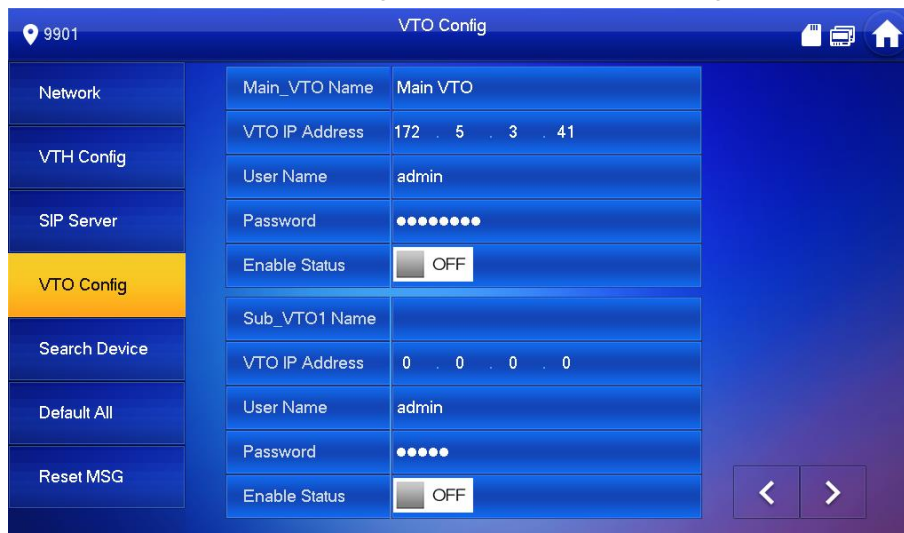 9901
VTO Config
Network
VTH Config
SIP Server
VTO Config
Search Device
Default All
Reset MSG
Main_VTO Name Main VTO
VTO IP Address 172 . 5 . 3 . 41
User Name admin
Password ●●●●●●●●
Enable Status OFF
Sub_VTO1 Name
VTO IP Address 0 . 0 . 0 . 0
User Name admin
Password ●●●●●
Enable Status OFF